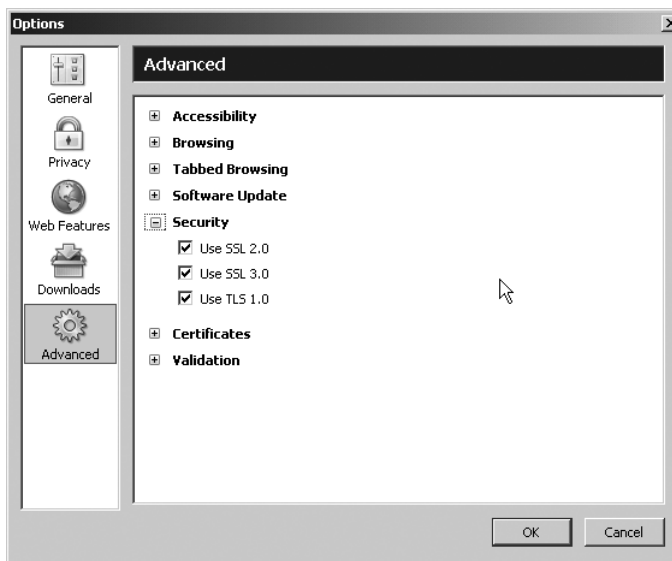 Options
General
Privacy
Web Features
Downloads
Advanced
Advanced
Accessibility
Browsing
Tabbed Browsing
Software Update
Security
Use SSL 2.0
Use SSL 3.0
Use TLS 1.0
Certificates
Validation
OK
Cancel